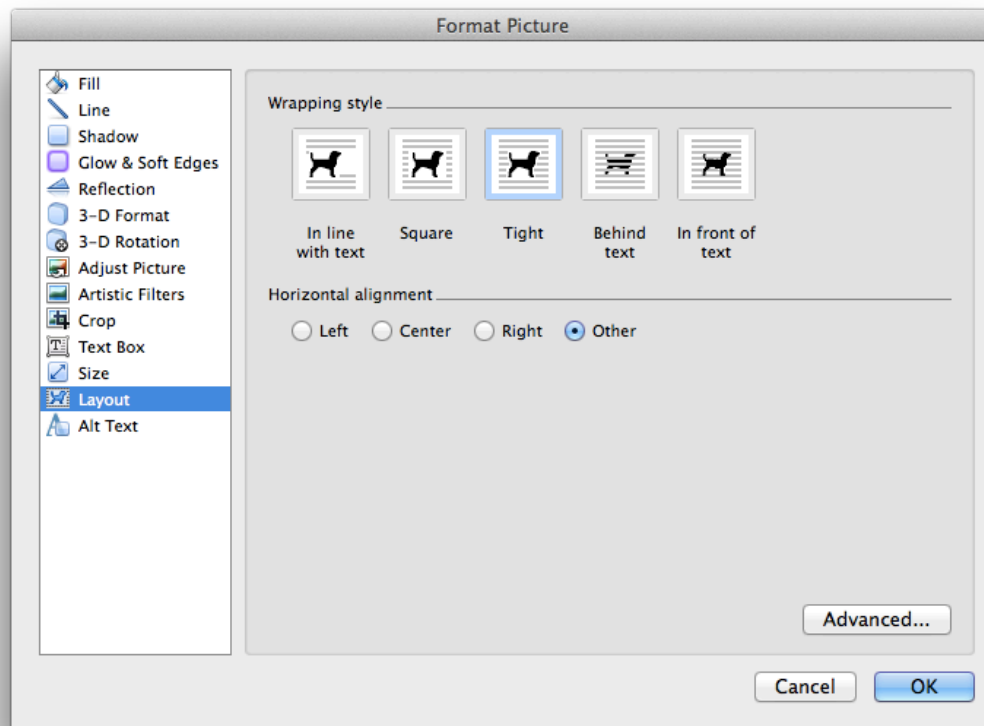 Format Picture
Fill
Line
Shadow
Glow & Soft Edges
Reflection
3-D Format
3-D Rotation
Adjust Picture
Artistic Filters
Crop
Text Box
Size
Layout
Alt Text
Wrapping style
In line
with text
Square
Tight
Behind
text
In front of
text
Horizontal alignment
Left
Center
Right
Other
Advanced...
Cancel
OK